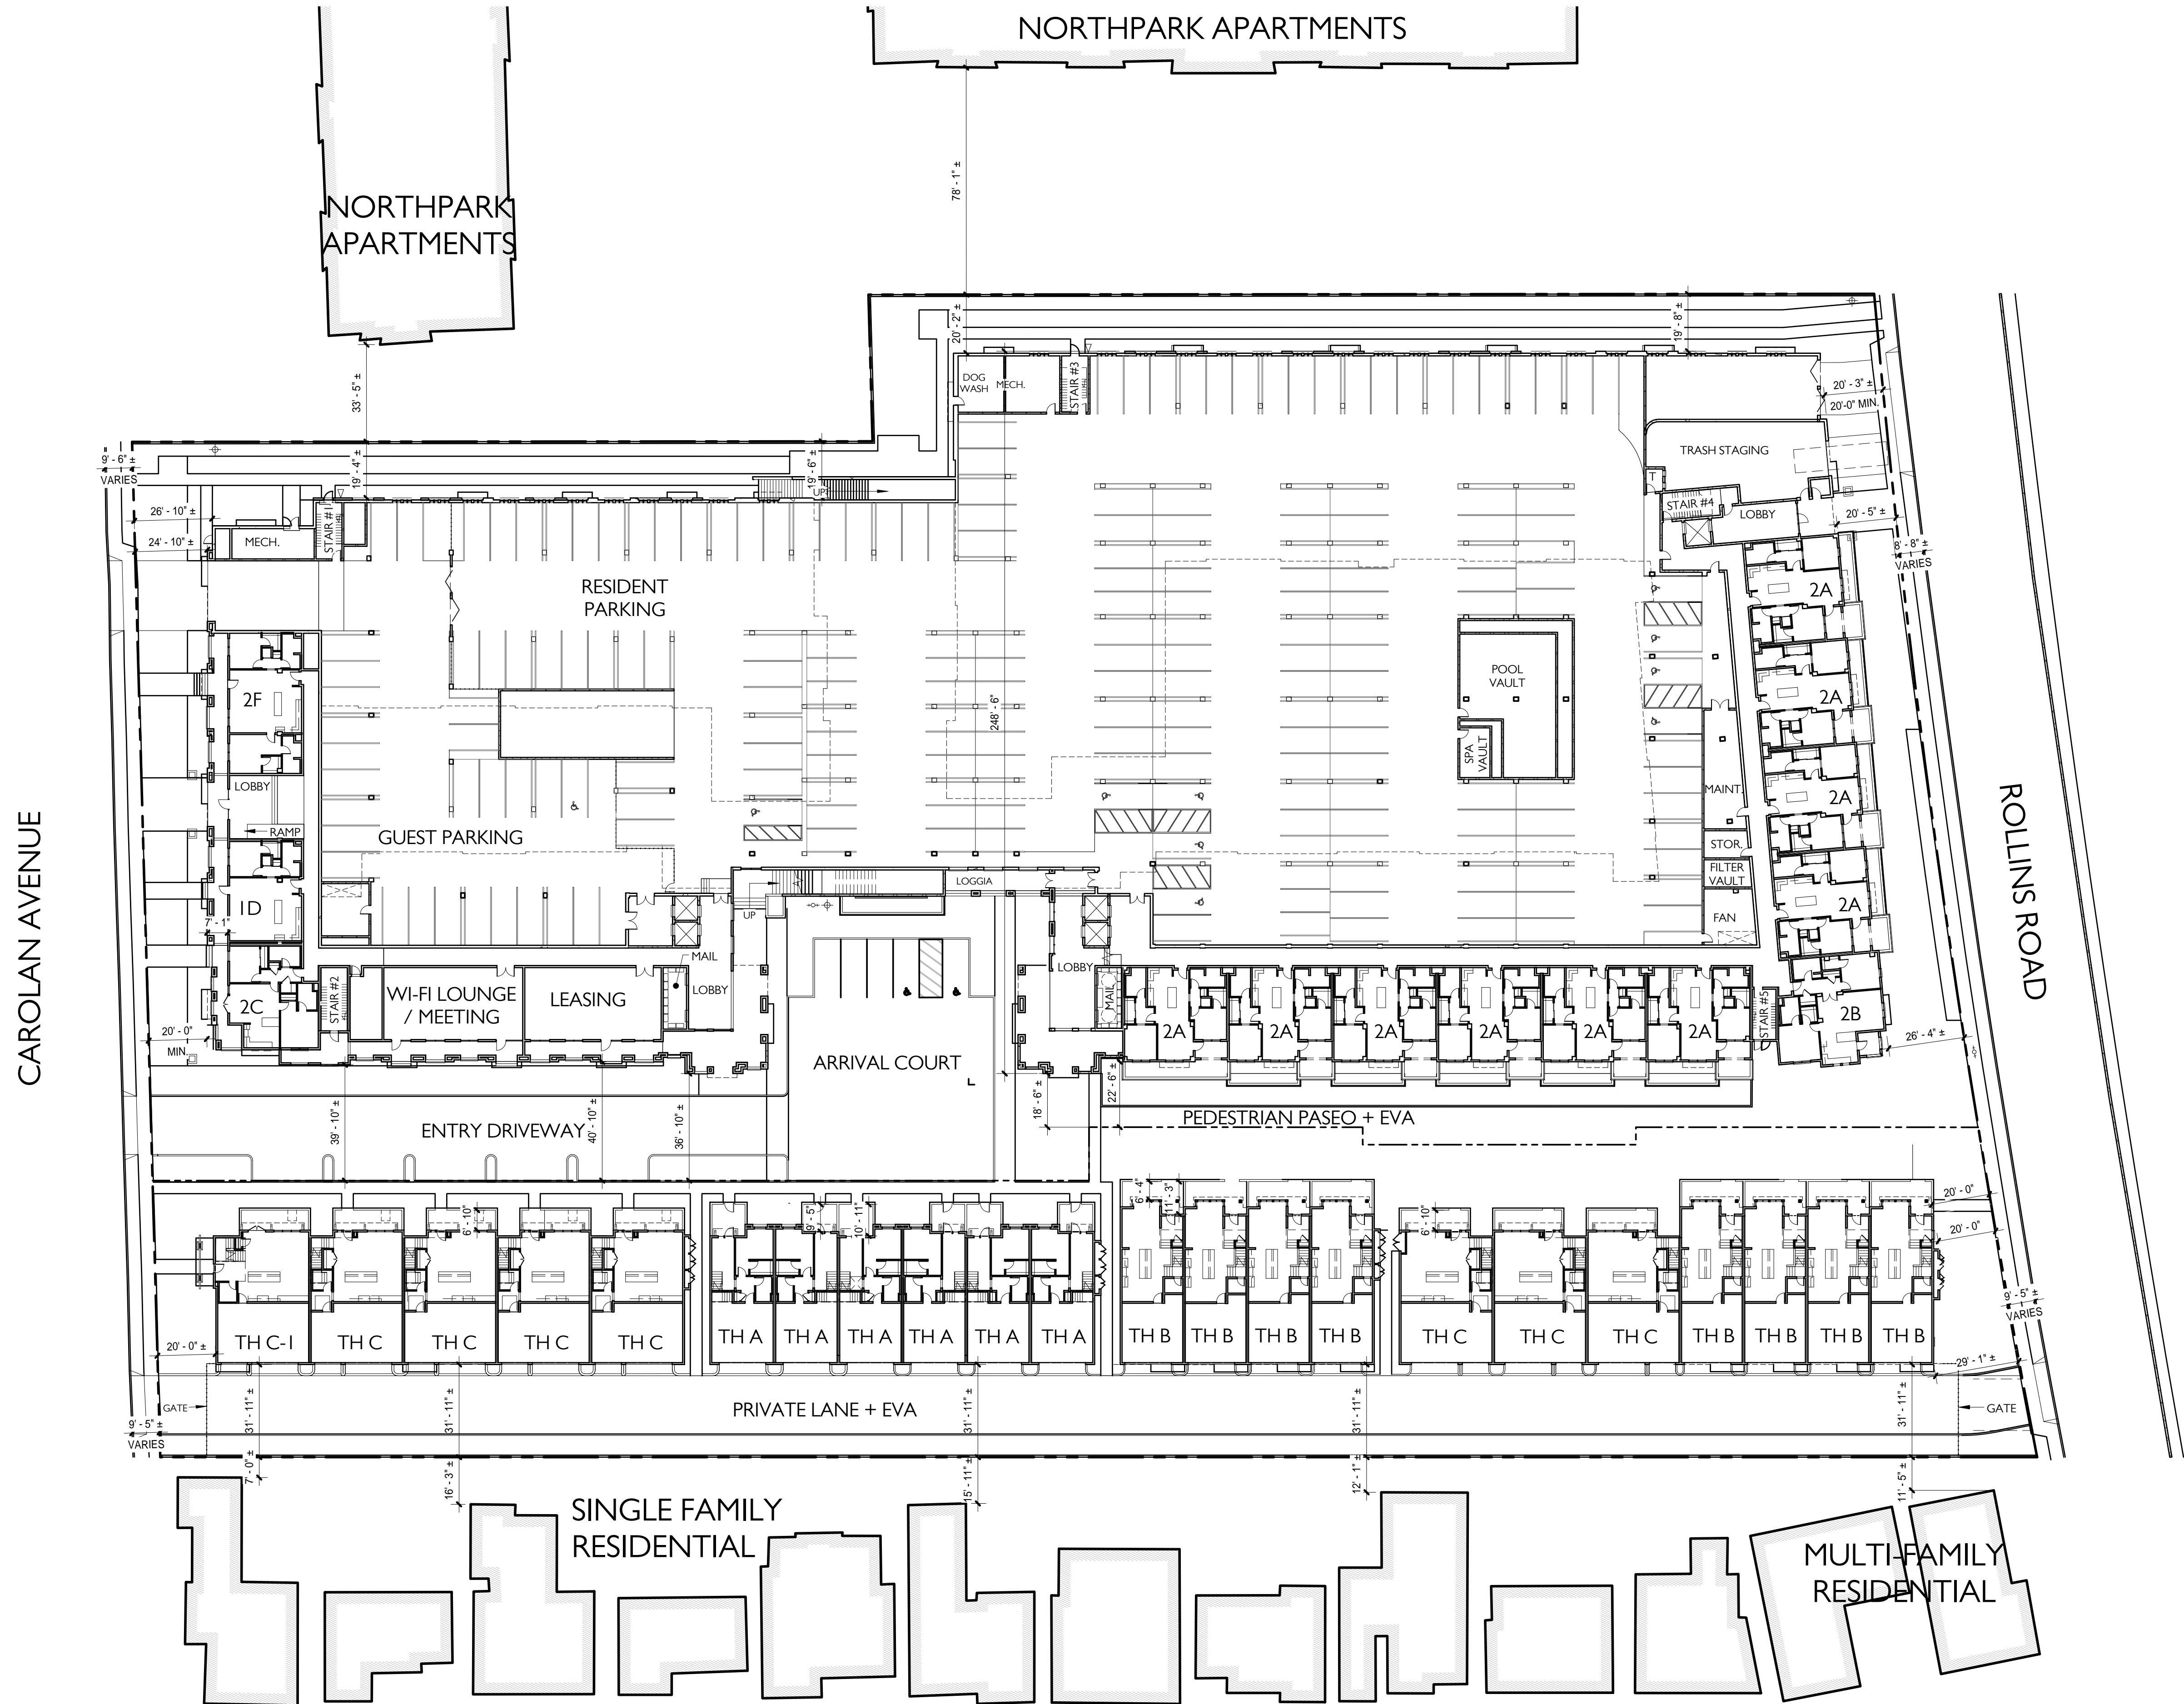 NORTHPARK APARTMENTS
NORTHPARK
APARTMENTS
78' - 1" ±
33' - 5" ±
20' - 2" ±
19' - 8" ±
DOG
WASH
MECH.
STAIR #3
20' - 3" ±
20'-0" MIN.
9' - 6" ±
VARIES
19' - 4" ±
19' - 6" ±
UP
TRASH STAGING
T
26' - 10" ±
24' - 10" ±
MECH.
STAIR #1
STAIR #4
LOBBY
20' - 5" ±
8' - 8" ±
VARIES
RESIDENT
PARKING
2A
2F
2A
POOL
VAULT
248' - 6"
SPA
VAULT
LOBBY
RAMP
GUEST PARKING
MAINT.
2A
CAROLAN AVENUE
ROLLINS ROAD
STOR.
FILTER
VAULT
LOGGIA
1D
7' - 1"
UP
2A
FAN
MAIL
LOBBY
LOBBY
MAIL
2C
STAIR #2
WI-FI LOUNGE
/ MEETING
LEASING
2A
2A
2A
2A
2A
2A
STAIR #5
2B
20' - 0"
MIN.
26' - 4" ±
ARRIVAL COURT
39' - 10" ±
40' - 10" ±
36' - 10" ±
18' - 6" ±
22' - 6" ±
ENTRY DRIVEWAY
PEDESTRIAN PASEO + EVA
6' - 10"
9' - 5"
10' - 11"
6' - 4"
11' - 3"
6' - 10"
20' - 0"
20' - 0"
9' - 5" ±
VARIES
TH C-1
TH C
TH C
TH C
TH C
TH A
TH A
TH A
TH A
TH A
TH A
TH B
TH B
TH B
TH B
TH C
TH C
TH C
TH B
TH B
TH B
TH B
20' - 0" ±
29' - 1" ±
GATE
31' - 11" ±
31' - 11" ±
31' - 11" ±
31' - 11" ±
31' - 11" ±
PRIVATE LANE + EVA
GATE
9' - 5" ±
VARIES
7' - 0" ±
16' - 3" ±
15' - 11" ±
12' - 1" ±
11' - 5" ±
SINGLE FAMILY
RESIDENTIAL
MULTI-FAMILY
RESIDENTIAL